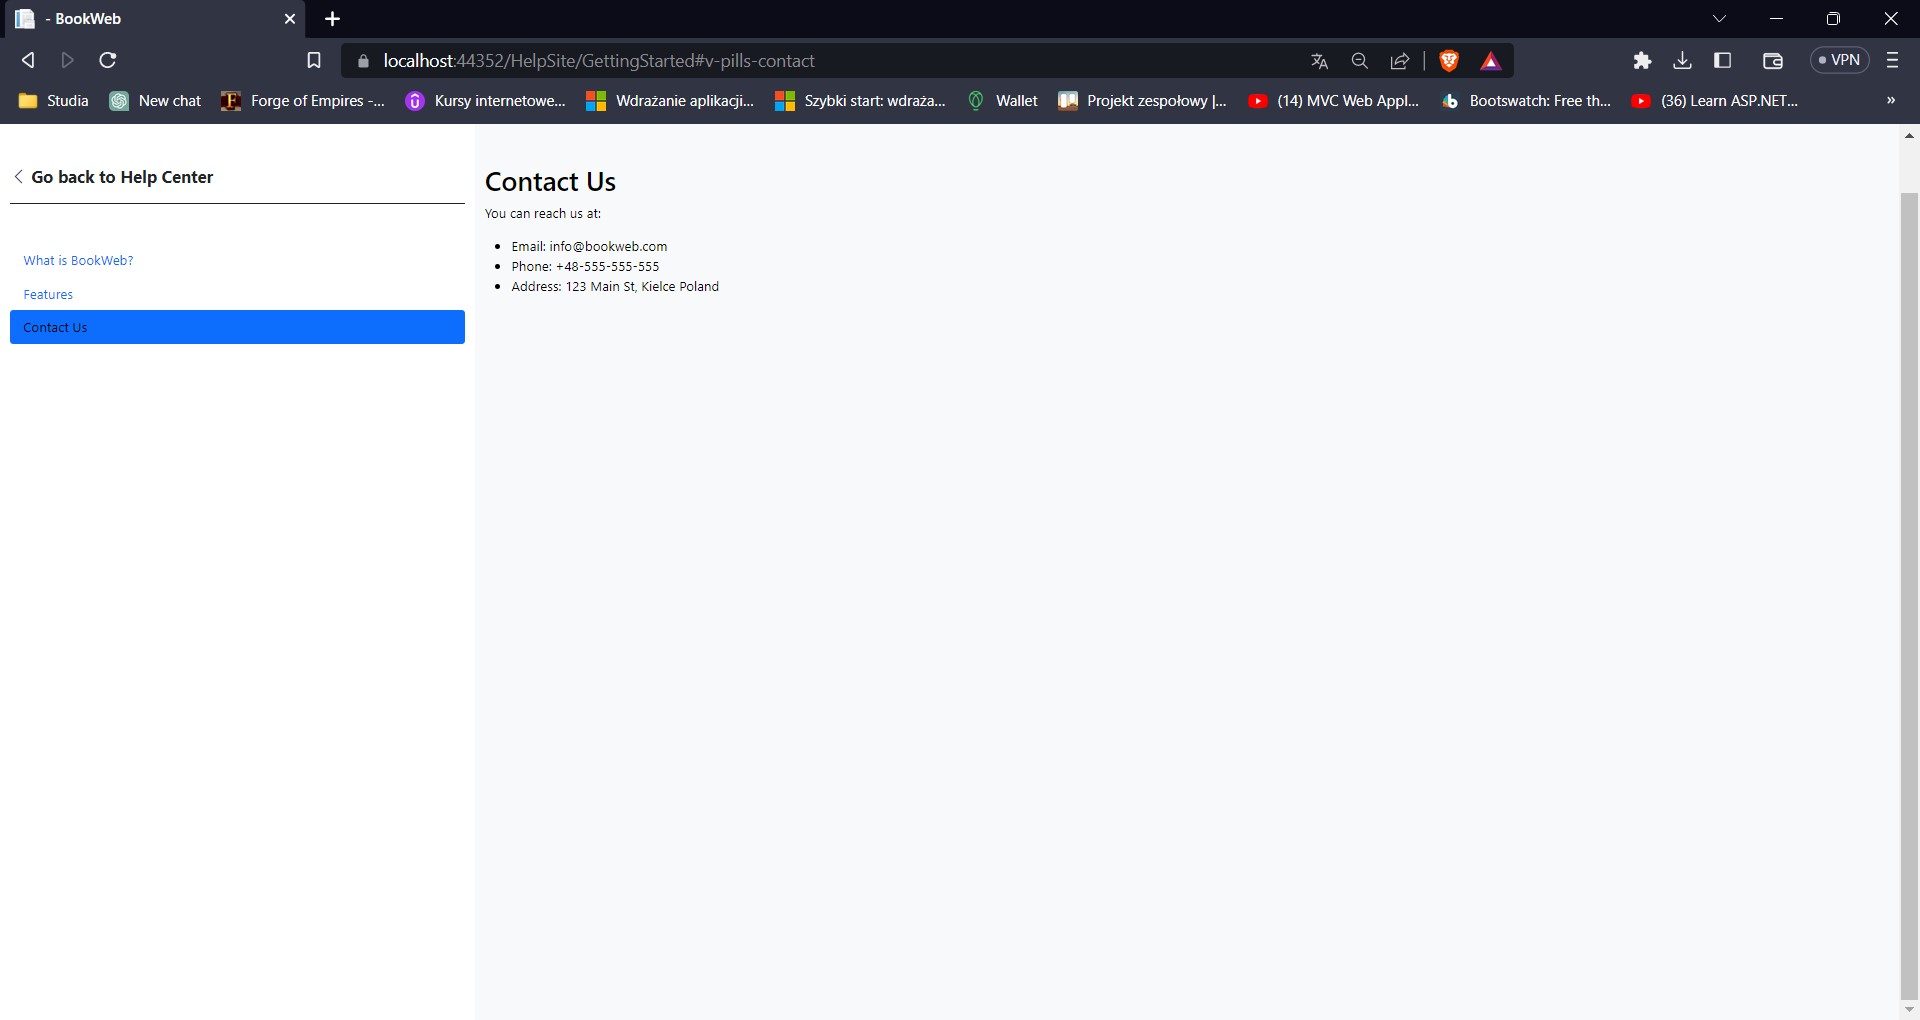 - BookWeb
localhost:44352/HelpSite/GettingStarted#v-pills-contact
VPN
Studia
New chat
Forge of Empires -...
Kursy internetowe...
Wdrażanie aplikacji...
Szybki start: wdraża...
Wallet
Projekt zespołowy |...
(14) MVC Web Appl...
Bootswatch: Free th...
(36) Learn ASP.NET...
»
Go back to Help Center
What is BookWeb?
Features
Contact Us
Contact Us
You can reach us at:
• Email: info@bookweb.com
• Phone: +48-555-555-555
• Address: 123 Main St, Kielce Poland